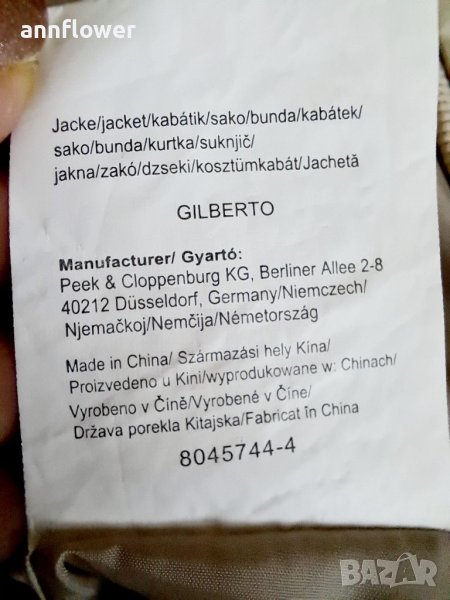 annflower
Jacke/jacket/kabátik/sako/bunda/kabátek/
sako/bunda/kurtka/suknjič/
jakna/zakó/dzseki/kosztümkabát/Jachetă
GILBERTO
Manufacturer/ Gyartó:
Peek & Cloppenburg KG, Berliner Allee 2-8
40212 Düsseldorf, Germany/Niemczech/
Njemačkoj/Nemčija/Németország
Made in China/ Származási hely Kína/
Proizvedeno u Kini/wyprodukowane w: Chinach/
Vyrobeno v Číně/Vyrobené v Číne/
Država porekla Kitajska/Fabricat în China
8045744-4
BAZAR